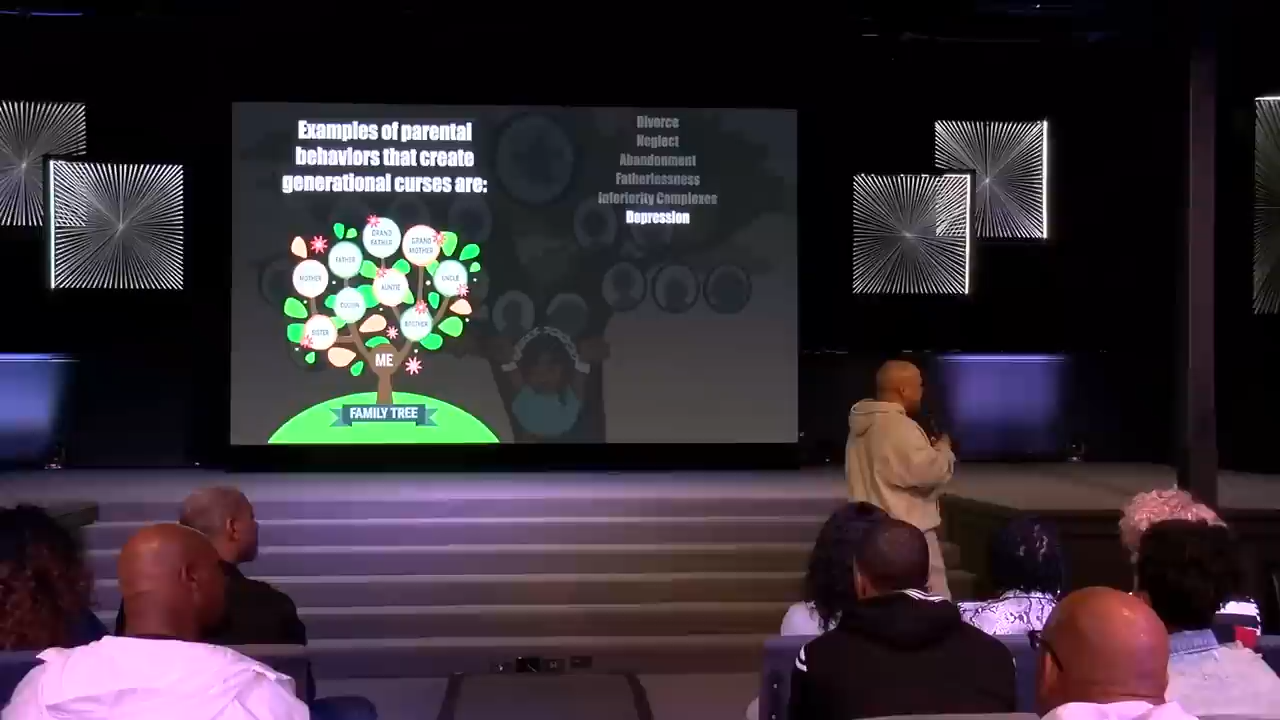 Examples of parental
behaviors that create
generational curses are:
Divorce
Neglect
Abandonment
Fatherlessness
Inferiority Complexes
Depression
GRAND
FATHER
GRAND
MOTHER
FATHER
MOTHER
AUNTIE
UNCLE
COUSIN
SISTER
BROTHER
ME
FAMILY TREE